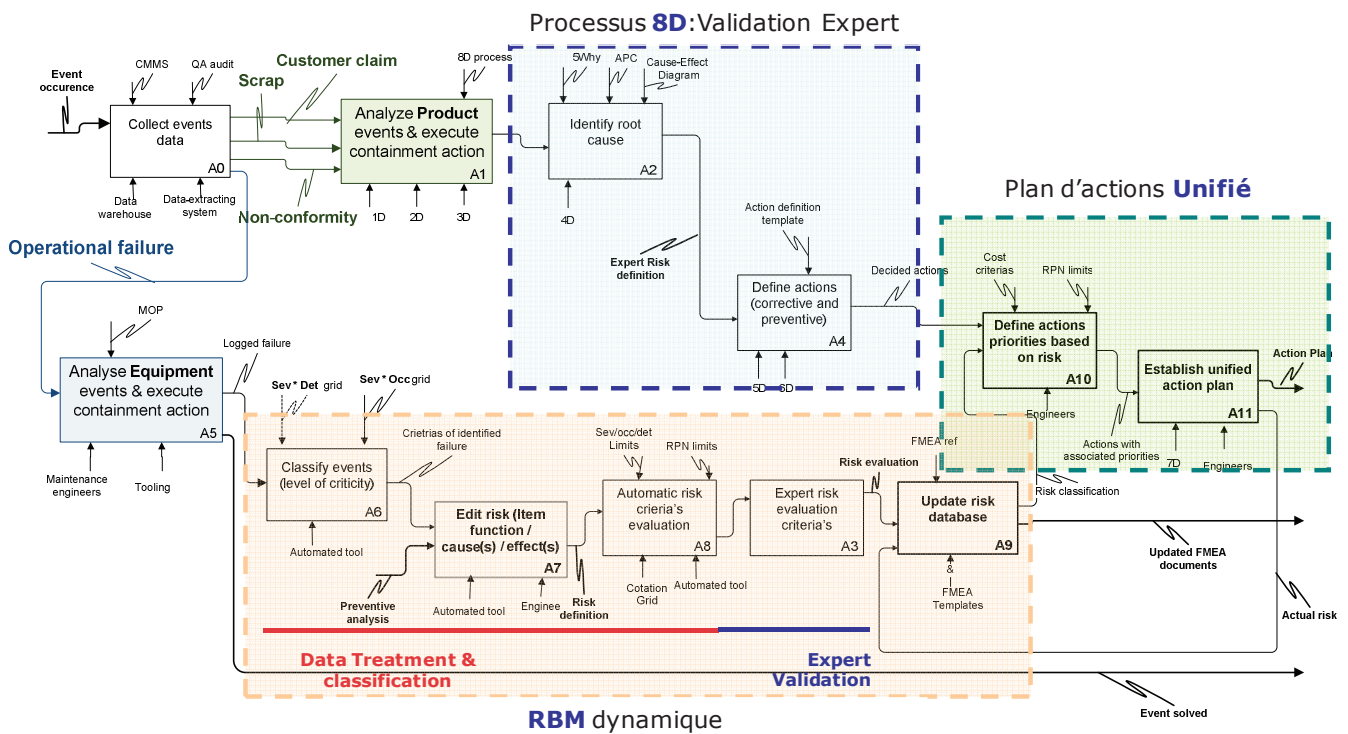 Processus 8D:Validation Expert
Event
occurence
CMMS
QA audit
Customer claim
Scrap
8D process
5Why
APC
Cause-Effect
Diagram
Collect events
data
A0
Analyze Product
events & execute
containment action
A1
Identify root
cause
A2
Data
warehouse
Data-extracting
system
Non-conformity
1D
2D
3D
4D
Plan d’actions Unifié
Operational failure
Action definition
template
Expert Risk
definition
Decided actions
Cost
criterias
RPN limits
Define actions
(corrective and
preventive)
A4
5D
6D
MOP
Logged failure
Define actions
priorities based
on risk
A10
Engineers
Establish unified
action plan
A11
Action Plan
Analyse Equipment
events & execute
containment action
A5
Maintenance
engineers
Tooling
Sev* Det grid
Sev* Occ grid
Crietrias of identified
failure
Sev/occ/det
Limits
RPN limits
FMEA ref
Risk evaluation
Actions with
associated priorities
7D
Engineers
Risk classification
Classify events
(level of criticity)
A6
Automated tool
Edit risk (Item
function /
cause(s) / effect(s)
A7
Automatic risk
crieria’s
evaluation
A8
Expert risk
evaluation
criteria’s
A3
Update risk
database
A9
Updated FMEA
documents
Preventive
analysis
Automated tool
Enginee
Risk
definition
Cotation
Grid
Automated tool
&
FMEA
Templates
Actual risk
Data Treatment &
classification
Expert
Validation
Event solved
RBM dynamique